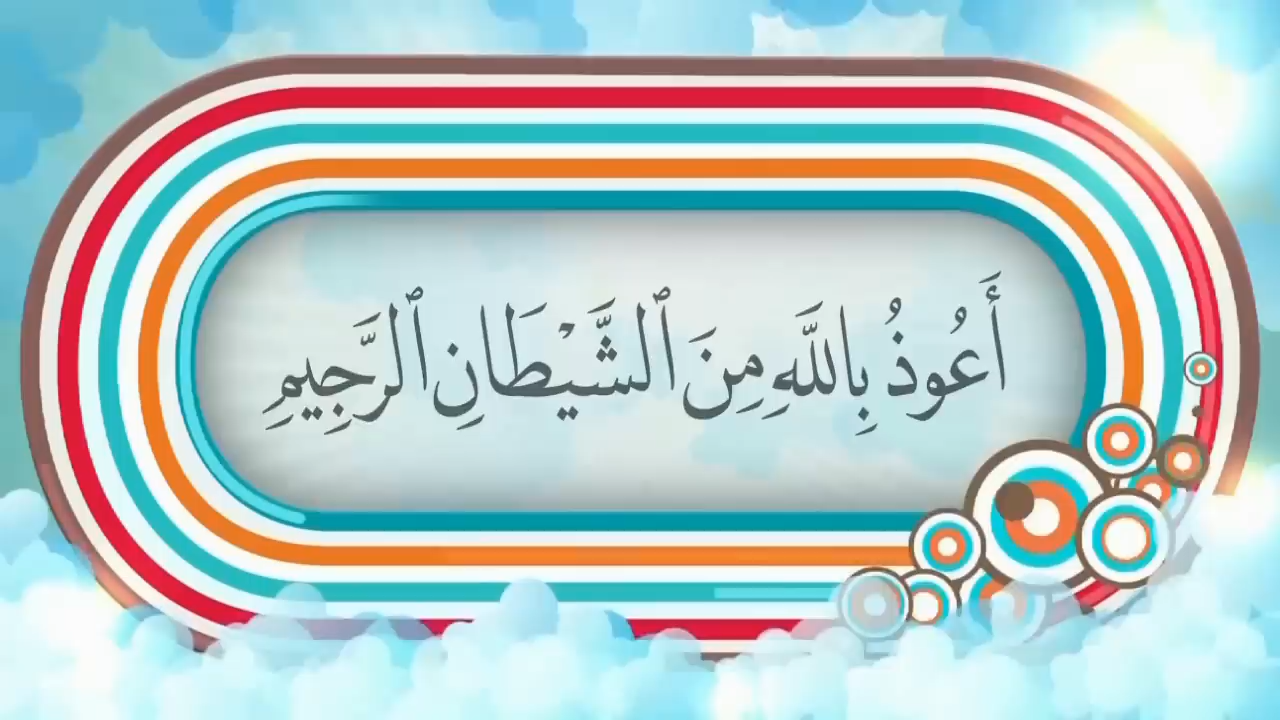 أَعُوذُ بِاللَّهِ مِنَ ٱلشَّيْطَانِ ٱلرَّجِيمِ